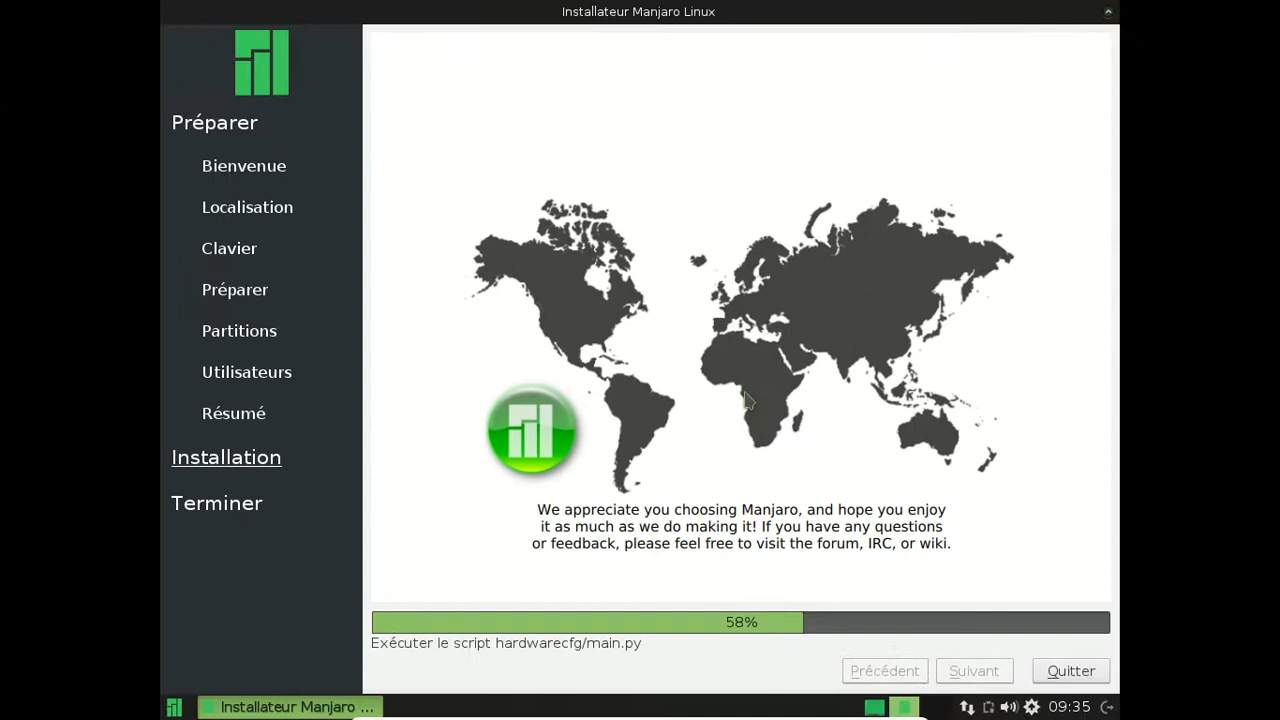 Installateur Manjaro Linux
Préparer
Bienvenue
Localisation
Clavier
Préparer
Partitions
Utilisateurs
Résumé
Installation
Terminer
We appreciate you choosing Manjaro, and hope you enjoy
it as much as we do making it! If you have any questions
or feedback, please feel free to visit the forum, IRC, or wiki.
58%
Exécuter le script hardwarecfg/main.py
Précédent
Suivant
Quitter
Installateur Manjaro ...
09:35